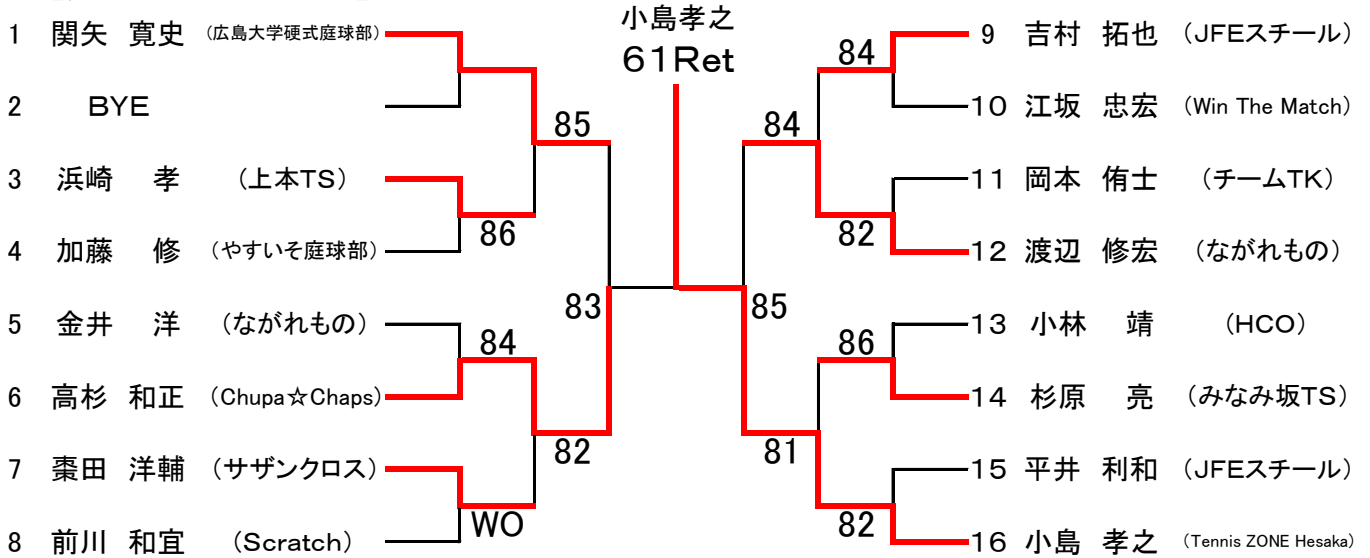 小島孝之
61Ret
1 関矢 寛史 (広島大学硬式庭球部)
2 BYE
3 浜崎 孝 (上本TS)
4 加藤 修 (やすいそ庭球部)
5 金井 洋 (ながれもの)
6 高杉 和正 (Chupa☆Chaps)
7 棗田 洋輔 (サザンクロス)
8 前川 和宜 (Scratch)
85
86
83
84
82
WO
84
84
82
85
86
81
82
9 吉村 拓也 (JFEスチール)
10 江坂 忠宏 (Win The Match)
11 岡本 侑士 (チームTK)
12 渡辺 修宏 (ながれもの)
13 小林 靖 (HCO)
14 杉原 亮 (みなみ坂TS)
15 平井 利和 (JFEスチール)
16 小島 孝之 (Tennis ZONE Hesaka)